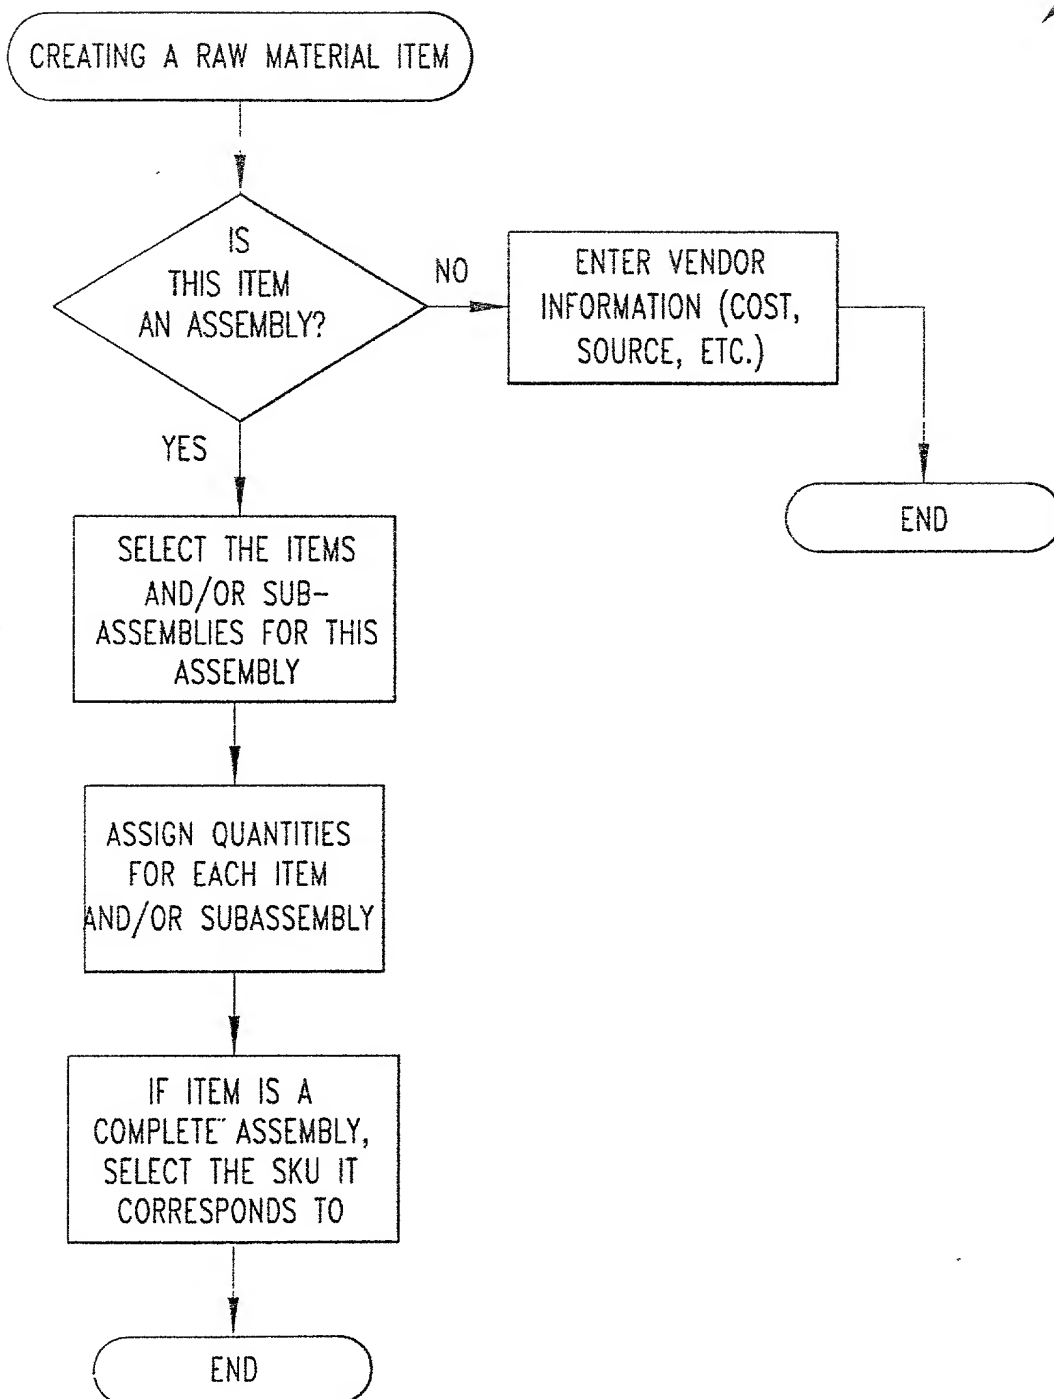 CREATING A RAW MATERIAL ITEM
IS
THIS ITEM
AN ASSEMBLY?
NO
ENTER VENDOR
INFORMATION (COST,
SOURCE, ETC.)
END
YES
SELECT THE ITEMS
AND/OR SUB-
ASSEMBLIES FOR THIS
ASSEMBLY
ASSIGN QUANTITIES
FOR EACH ITEM
AND/OR SUBASSEMBLY
IF ITEM IS A
COMPLETE ASSEMBLY,
SELECT THE SKU IT
CORRESPONDS TO
END